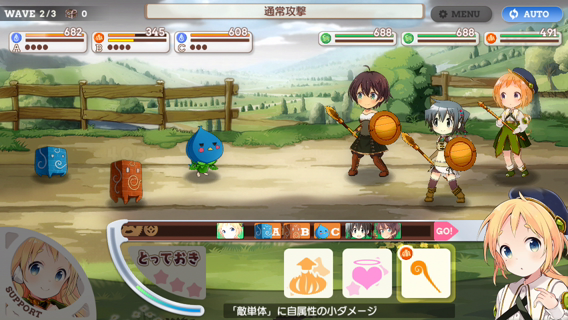 WAVE 2/3 0
通常攻撃
MENU
AUTO
682
345
608
688
688
491
A
B
C
A B C
GO!
とっておき
SUPPORT
「敵単体」に自属性の小ダメージ